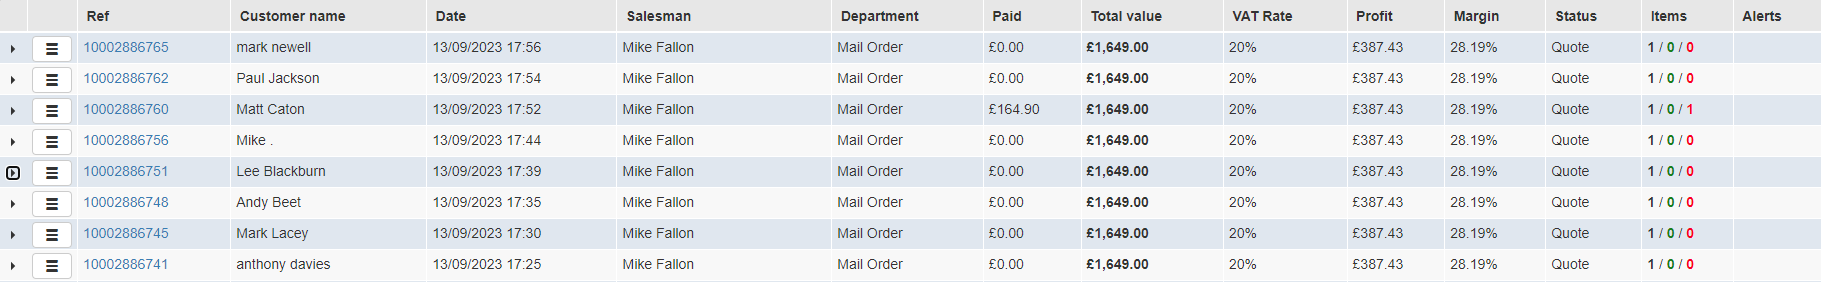 Ref Customer name Date Salesman Department Paid Total value VAT Rate Profit Margin Status Items Alerts
10002886765 mark newell 13/09/2023 17:56 Mike Fallon Mail Order £0.00 £1,649.00 20% £387.43 28.19% Quote 1 / 0 / 0
10002886762 Paul Jackson 13/09/2023 17:54 Mike Fallon Mail Order £0.00 £1,649.00 20% £387.43 28.19% Quote 1 / 0 / 0
10002886760 Matt Caton 13/09/2023 17:52 Mike Fallon Mail Order £164.90 £1,649.00 20% £387.43 28.19% Quote 1 / 0 / 1
10002886756 Mike . 13/09/2023 17:44 Mike Fallon Mail Order £0.00 £1,649.00 20% £387.43 28.19% Quote 1 / 0 / 0
10002886751 Lee Blackburn 13/09/2023 17:39 Mike Fallon Mail Order £0.00 £1,649.00 20% £387.43 28.19% Quote 1 / 0 / 0
10002886748 Andy Beet 13/09/2023 17:35 Mike Fallon Mail Order £0.00 £1,649.00 20% £387.43 28.19% Quote 1 / 0 / 0
10002886745 Mark Lacey 13/09/2023 17:30 Mike Fallon Mail Order £0.00 £1,649.00 20% £387.43 28.19% Quote 1 / 0 / 0
10002886741 anthony davies 13/09/2023 17:25 Mike Fallon Mail Order £0.00 £1,649.00 20% £387.43 28.19% Quote 1 / 0 / 0